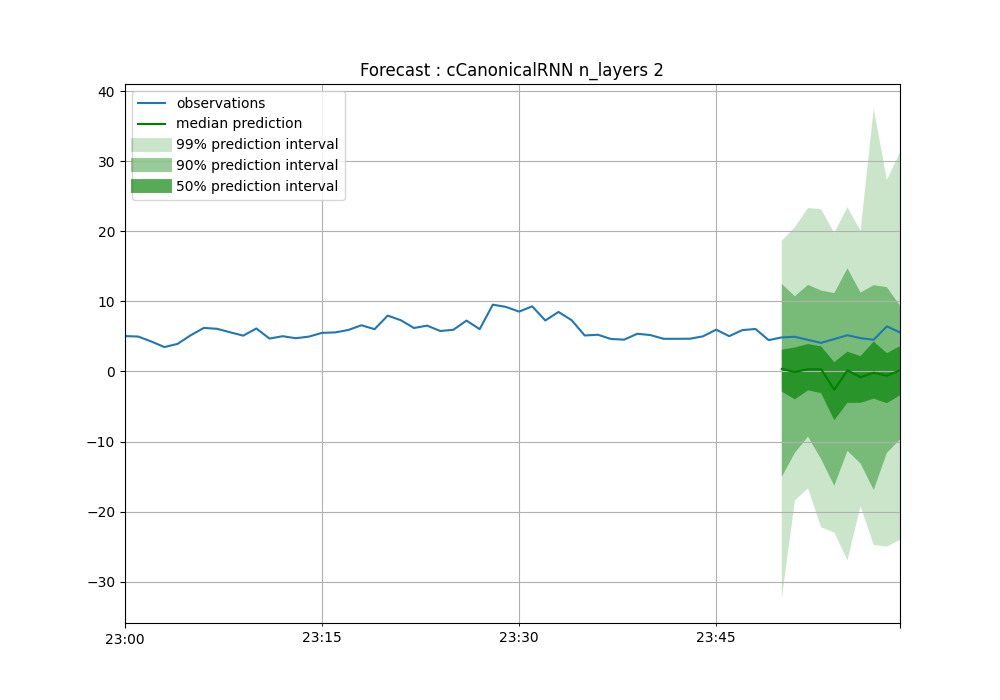 Forecast : cCanonicalRNN n_layers 2
observations
median prediction
99% prediction interval
90% prediction interval
50% prediction interval
40
30
20
10
0
−10
−20
−30
23:00
23:15
23:30
23:45